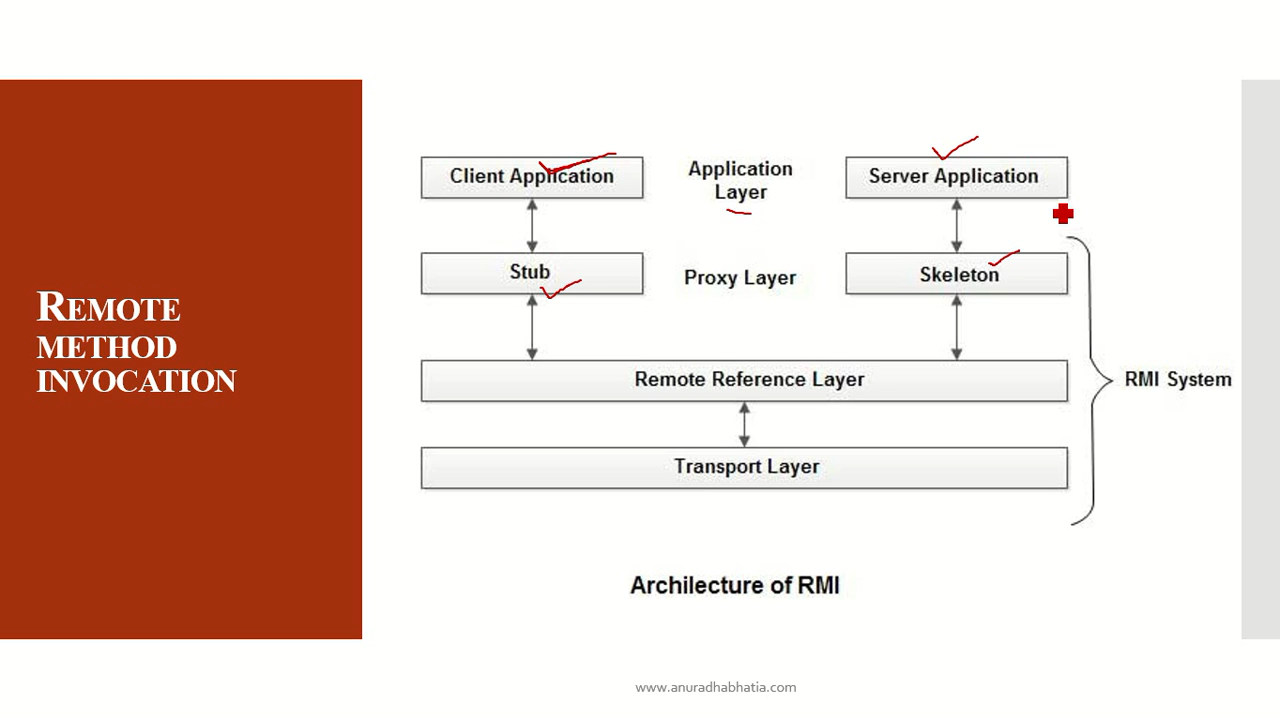 REMOTE
METHOD
INVOCATION
Client Application
Application
Layer
Server Application
Stub
Proxy Layer
Skeleton
Remote Reference Layer
RMI System
Transport Layer
Archilecture of RMI
www.anuradhabhatia.com